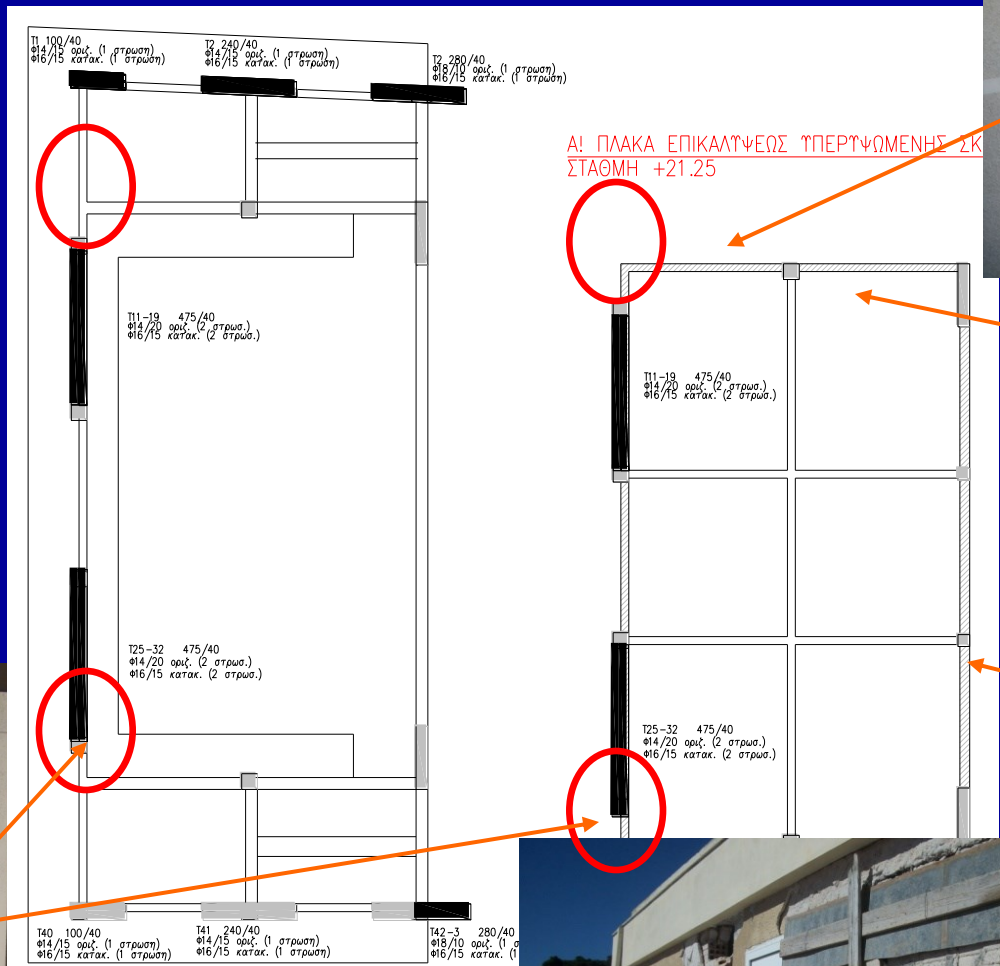 T1 100/40
Φ14/15 οριζ. (1 στρωση)
Φ16/15 κατακ. (1 στρωση)
T2 240/40
Φ14/15 οριζ. (1 στρωση)
Φ16/15 κατακ. (1 στρωση)
T2 280/40
Φ18/10 οριζ. (1 στρωση)
Φ16/15 κατακ. (1 στρωση)
Α! ΠΛΑΚΑ ΕΠΙΚΑΛΥΨΕΩΣ ΥΠΕΡΥΨΩΜΕΝΗΣ ΣΚ
ΣΤΑΘΜΗ +21.25
T11-19 475/40
Φ14/20 οριζ. (2 στρωσ.)
Φ16/15 κατακ. (2 στρωσ.)
T11-19 475/40
Φ14/20 οριζ. (2 στρωσ.)
Φ16/15 κατακ. (2 στρωσ.)
T25-32 475/40
Φ14/20 οριζ. (2 στρωσ.)
Φ16/15 κατακ. (2 στρωσ.)
T25-32 475/40
Φ14/20 οριζ. (2 στρωσ.)
Φ16/15 κατακ. (2 στρωσ.)
T40 100/40
Φ14/15 οριζ. (1 στρωση)
Φ16/15 κατακ. (1 στρωση)
T41 240/40
Φ14/15 οριζ. (1 στρωση)
Φ16/15 κατακ. (1 στρωση)
T42-3 280/40
Φ18/10 οριζ. (1 σ
Φ16/15 κατακ. (1